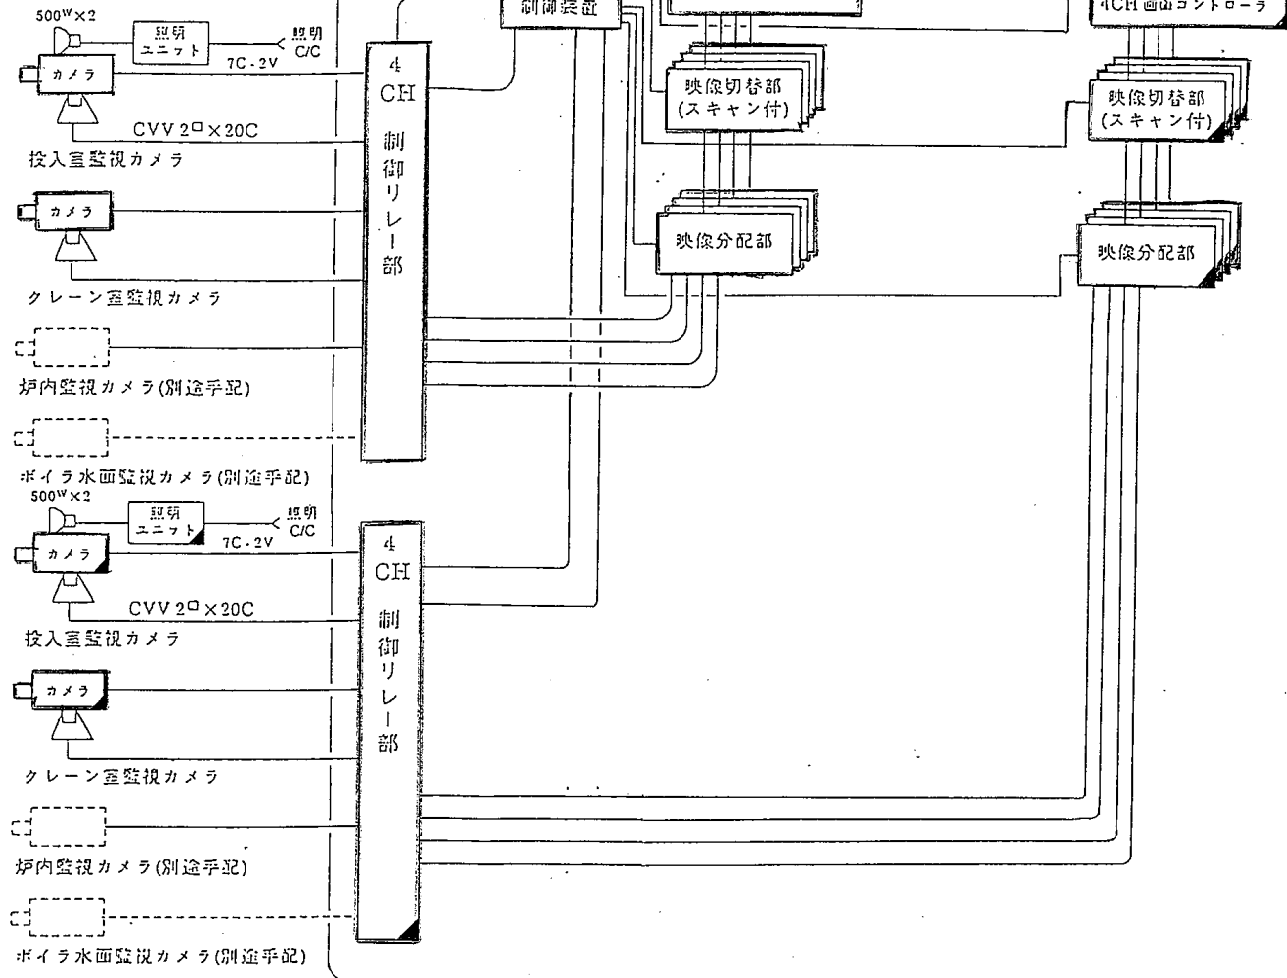 制御装置
4CH 画面コントローラ
500W×2
照明
ユニット
照明
C/C
カメラ
7C-2V
CVV 2□×20C
投入室監視カメラ
カメラ
クレーン室監視カメラ
炉内監視カメラ(別途手配)
ボイラ水面監視カメラ(別途手配)
4
CH
制御リレー部
映像切替部
(スキャン付)
映像分配部
映像切替部
(スキャン付)
映像分配部
500W×2
照明
ユニット
照明
C/C
カメラ
7C-2V
CVV 2□×20C
投入室監視カメラ
カメラ
クレーン室監視カメラ
炉内監視カメラ(別途手配)
ボイラ水面監視カメラ(別途手配)
4
CH
制御リレー部